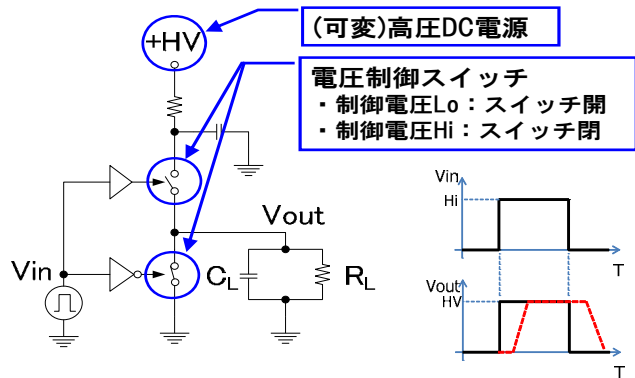 +HV
(可変)高圧DC電源
電圧制御スイッチ
・制御電圧Lo：スイッチ開
・制御電圧Hi：スイッチ閉
Vout
Vin
CL
RL
Vin
Hi
T
Vout
HV
T